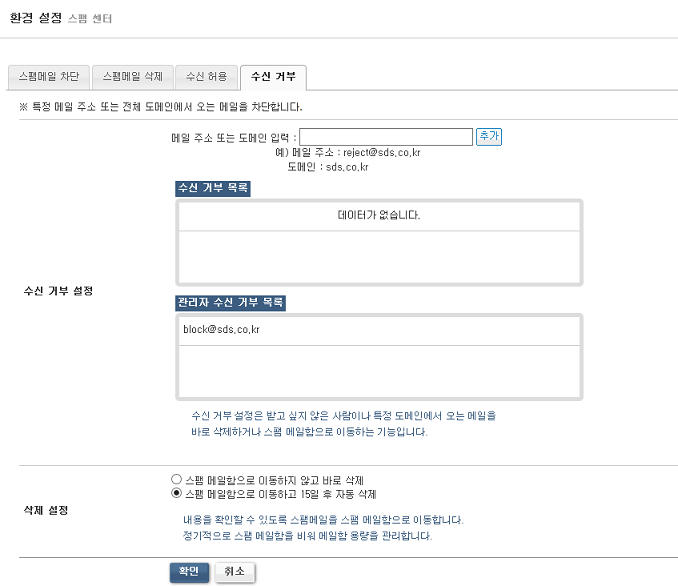 환경 설정 스팸 센터
스팸메일 차단 스팸메일 삭제 수신 허용 수신 거부
※ 특정 메일 주소 또는 전체 도메인에서 오는 메일을 차단합니다.
메일 주소 또는 도메인 입력 : 추가
예) 메일 주소 : reject@sds.co.kr
도메인 : sds.co.kr
수신 거부 목록
데이터가 없습니다.
수신 거부 설정
관리자 수신 거부 목록
block@sds.co.kr
수신 거부 설정은 받고 싶지 않은 사람이나 특정 도메인에서 오는 메일을
바로 삭제하거나 스팸 메일함으로 이동하는 기능입니다.
스팸 메일함으로 이동하지 않고 바로 삭제
스팸 메일함으로 이동하고 15일 후 자동 삭제
삭제 설정
내용을 확인할 수 있도록 스팸메일을 스팸 메일함으로 이동합니다.
정기적으로 스팸 메일함을 비워 메일함 용량을 관리합니다.
확인 취소